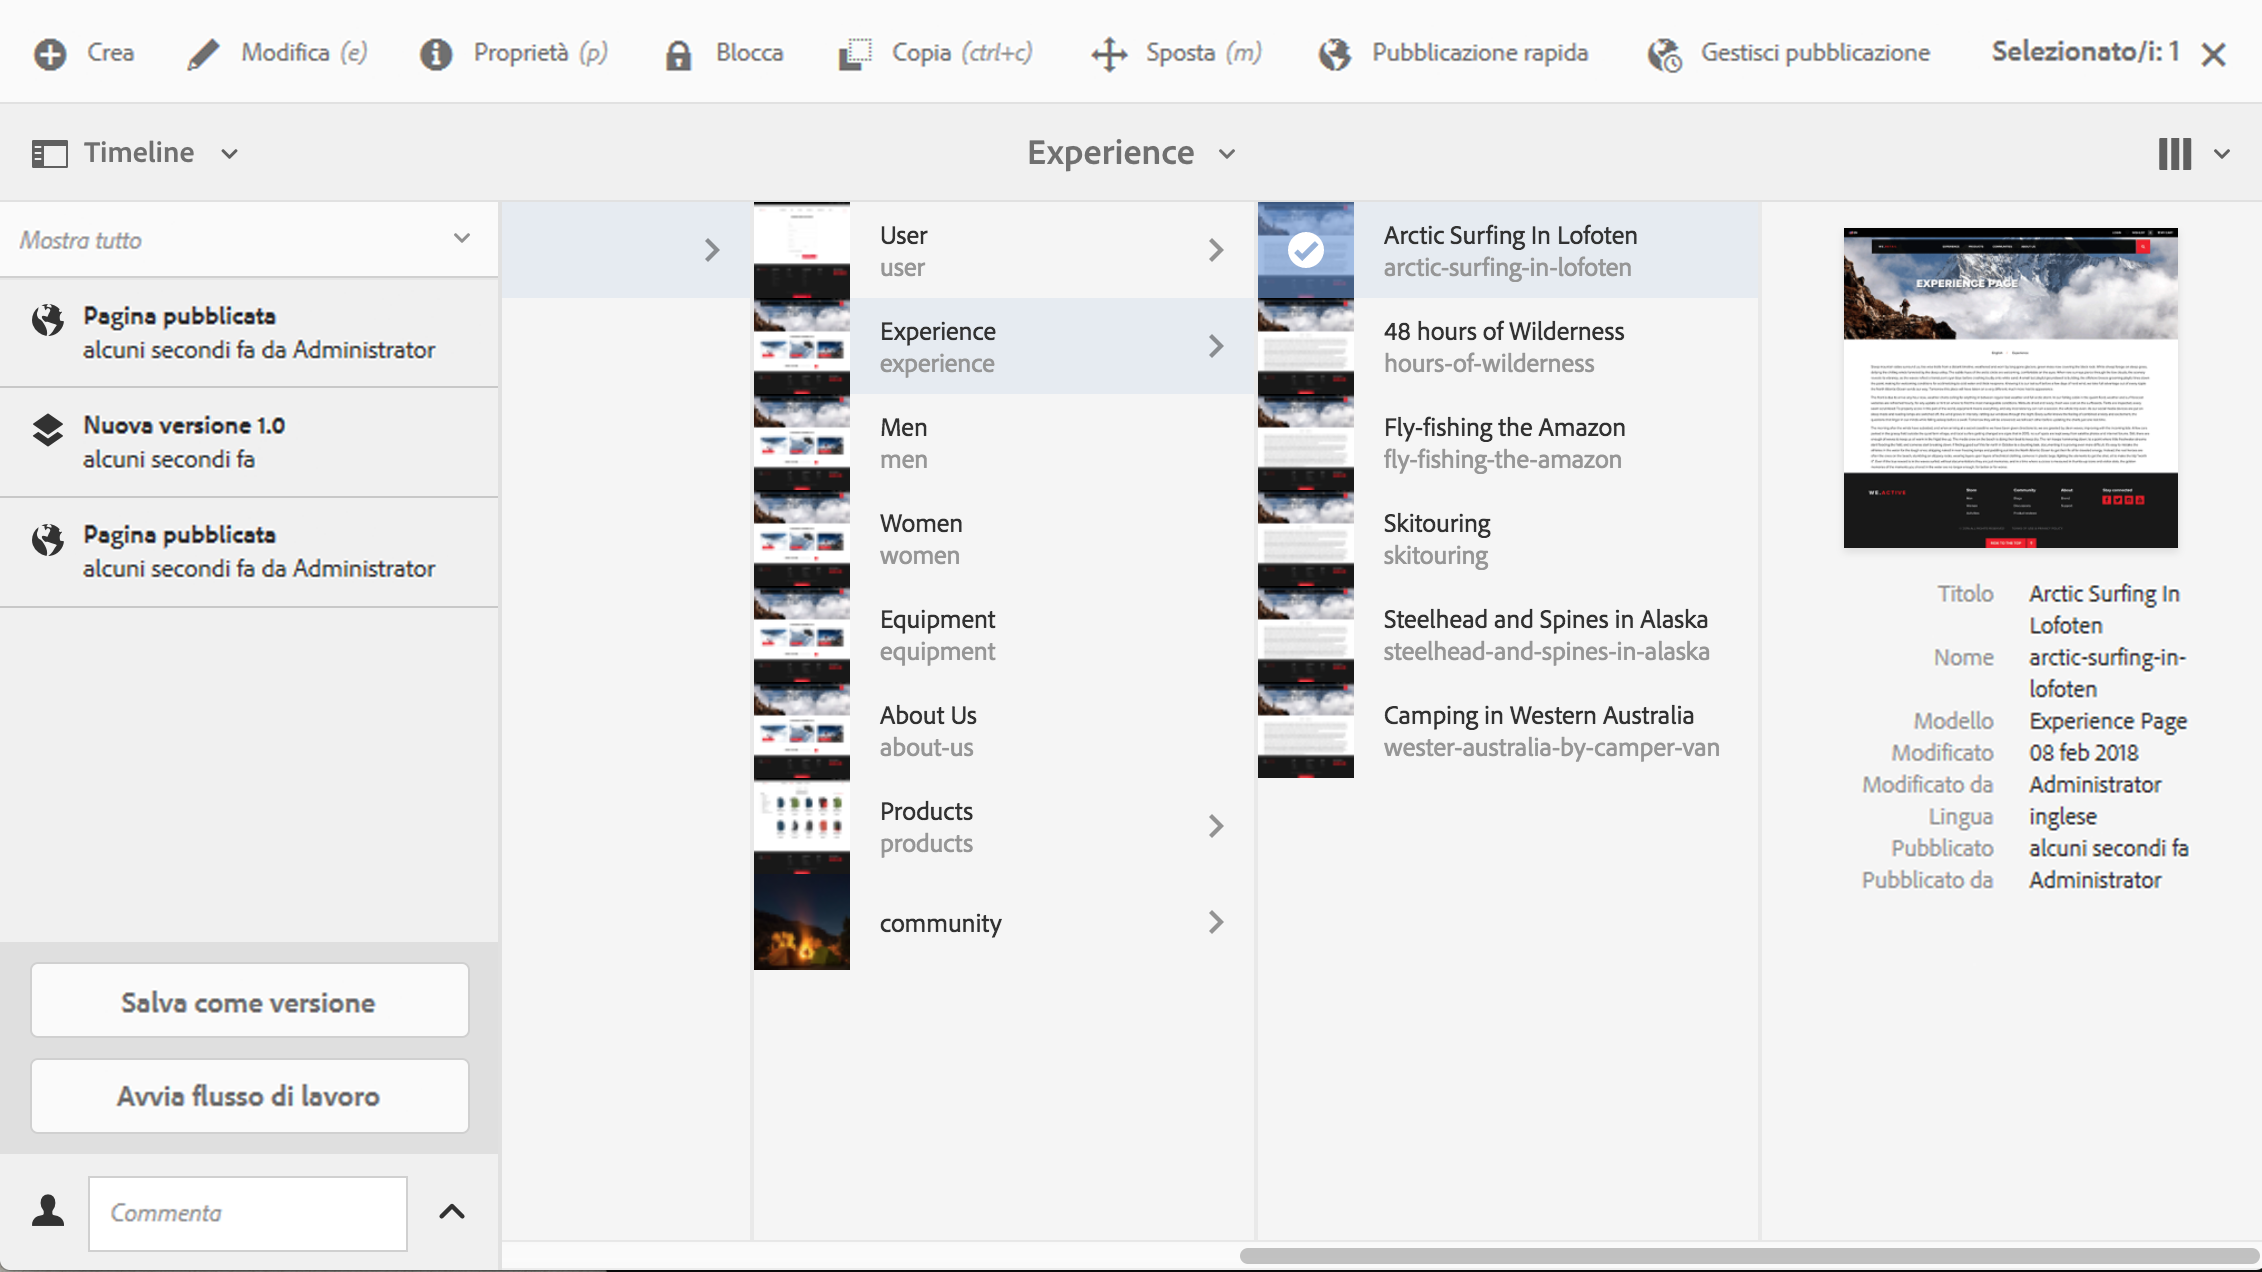 Crea
Modifica (e)
Proprietà (p)
Blocca
Copia (ctrl+c)
Sposta (m)
Pubblicazione rapida
Gestisci pubblicazione
Selezionato/i: 1
Timeline
Experience
Mostra tutto
Pagina pubblicata
alcuni secondi fa da Administrator
Nuova versione 1.0
alcuni secondi fa
Pagina pubblicata
alcuni secondi fa da Administrator
Salva come versione
Avvia flusso di lavoro
Commenta
User
user
Experience
experience
Men
men
Women
women
Equipment
equipment
About Us
about-us
Products
products
community
Arctic Surfing In Lofoten
arctic-surfing-in-lofoten
48 hours of Wilderness
hours-of-wilderness
Fly-fishing the Amazon
fly-fishing-the-amazon
Skitouring
skitouring
Steelhead and Spines in Alaska
steelhead-and-spines-in-alaska
Camping in Western Australia
wester-australia-by-camper-van
EXPERIENCE PAGE
WE.ACTIVE
Titolo Arctic Surfing In
Lofoten
Nome arctic-surfing-in-
lofoten
Modello Experience Page
Modificato 08 feb 2018
Modificato da Administrator
Lingua inglese
Pubblicato alcuni secondi fa
Pubblicato da Administrator